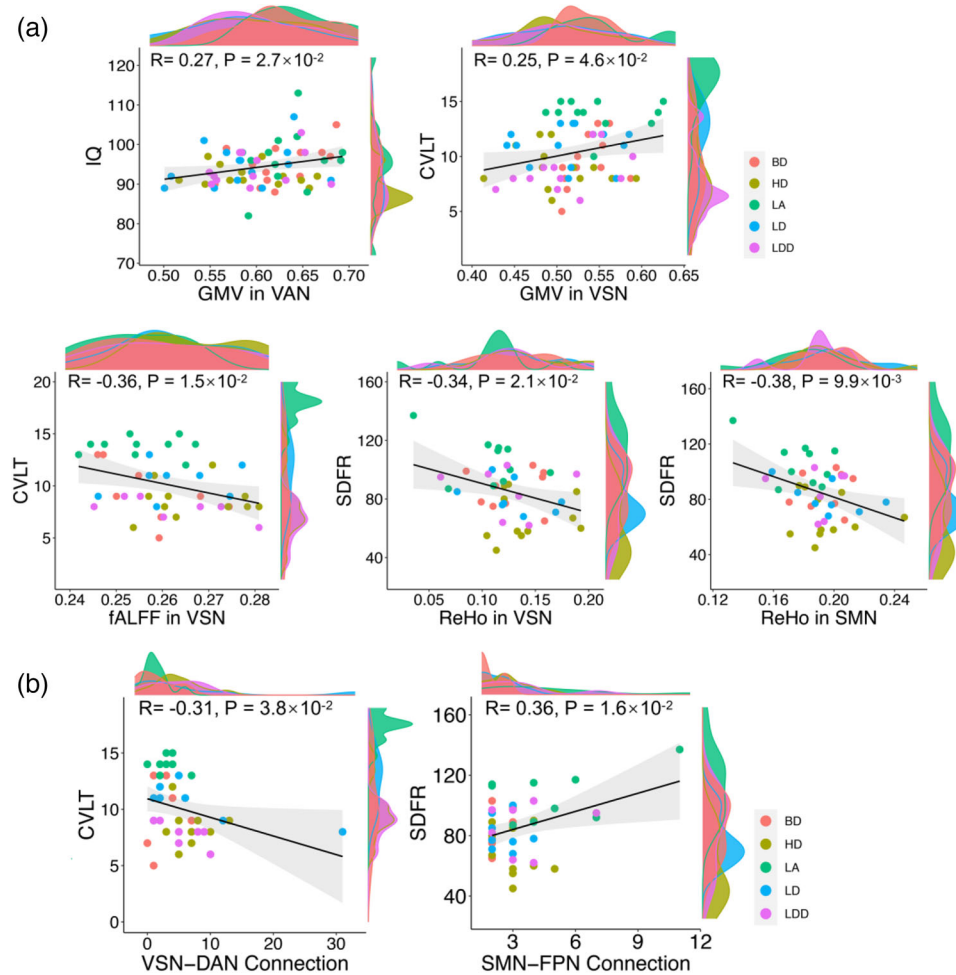 (a)
R= 0.27, P = 2.7×10-2
120
110
100
90
80
70
IQ
0.50 0.55 0.60 0.65 0.70
GMV in VAN
R= 0.25, P = 4.6×10-2
15
10
5
CVLT
0.40 0.45 0.50 0.55 0.60 0.65
GMV in VSN
BD
HD
LA
LD
LDD
R= -0.36, P = 1.5×10-2
20
15
10
5
CVLT
0.24 0.25 0.26 0.27 0.28
fALFF in VSN
R= -0.34, P = 2.1×10-2
160
120
80
40
SDFR
0.05 0.10 0.15 0.20
ReHo in VSN
R= -0.38, P = 9.9×10-3
160
120
80
40
SDFR
0.12 0.16 0.20 0.24
ReHo in SMN
(b)
R= -0.31, P = 3.8×10-2
15
10
5
0
CVLT
0 10 20 30
VSN-DAN Connection
R= 0.36, P = 1.6×10-2
160
120
80
40
SDFR
3 6 9 12
SMN-FPN Connection
BD
HD
LA
LD
LDD